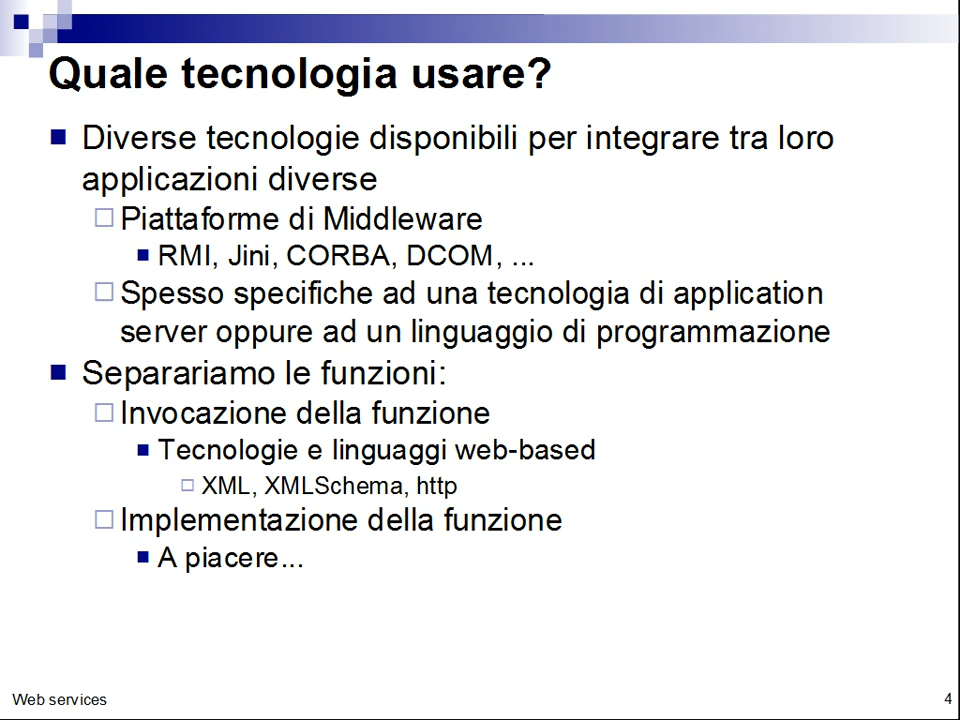 Quale tecnologia usare?
Diverse tecnologie disponibili per integrare tra loro
applicazioni diverse
Piattaforme di Middleware
RMI, Jini, CORBA, DCOM, ...
Spesso specifiche ad una tecnologia di application
server oppure ad un linguaggio di programmazione
Separariamo le funzioni:
Invocazione della funzione
Tecnologie e linguaggi web-based
XML, XMLSchema, http
Implementazione della funzione
A piacere...
Web services
4